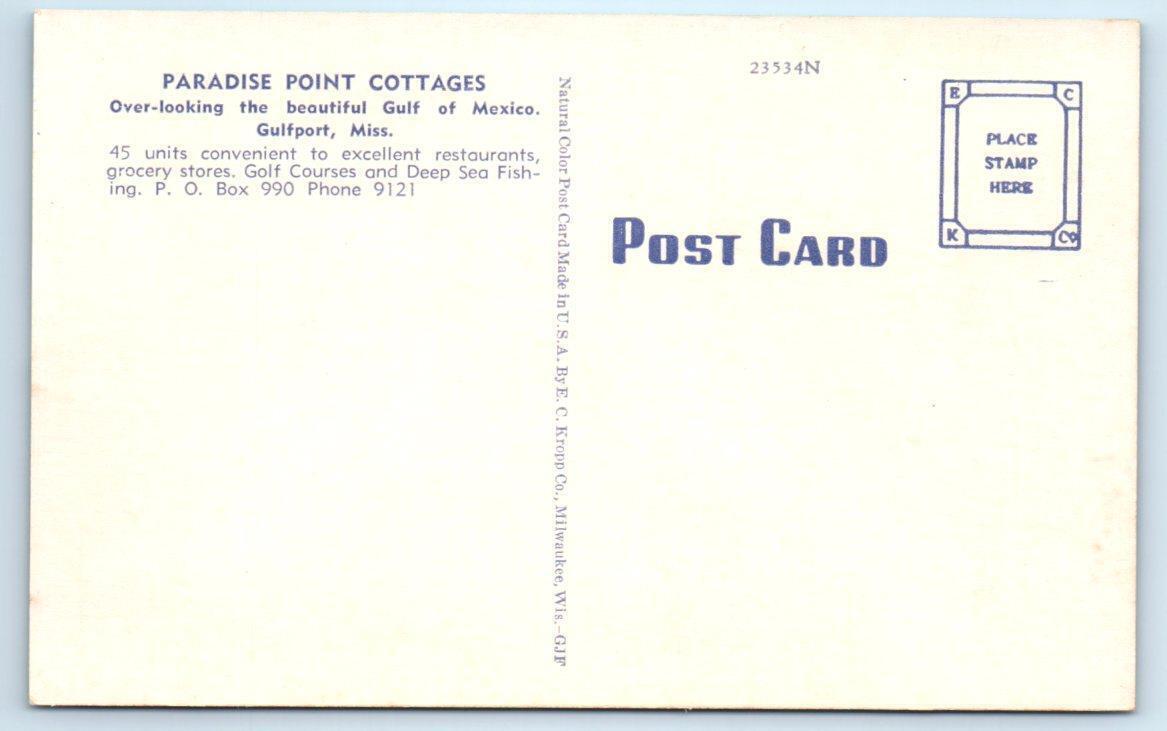 PARADISE POINT COTTAGES
Over-looking the beautiful Gulf of Mexico.
Gulfport, Miss.
45 units convenient to excellent restaurants,
grocery stores. Golf Courses and Deep Sea Fish-
ing. P. O. Box 990 Phone 9121
Natural Color Post Card Made in U.S.A. By E. C. Kropp Co., Milwaukee, Wis.-GJF
23534N
POST CARD
E C
PLACE
STAMP
HERE
K Co